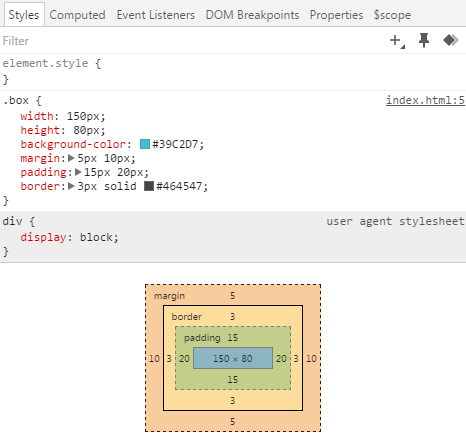 Styles Computed Event Listeners DOM Breakpoints Properties $scope
Filter
element.style {
}
.box { index.html:5
width: 150px;
height: 80px;
background-color: #39C2D7;
margin: 5px 10px;
padding: 15px 20px;
border: 3px solid #464547;
}
div { user agent stylesheet
display: block;
}
margin 5
border 3
padding 15
10 3 20 150 × 80 20 3 10
15
3
5